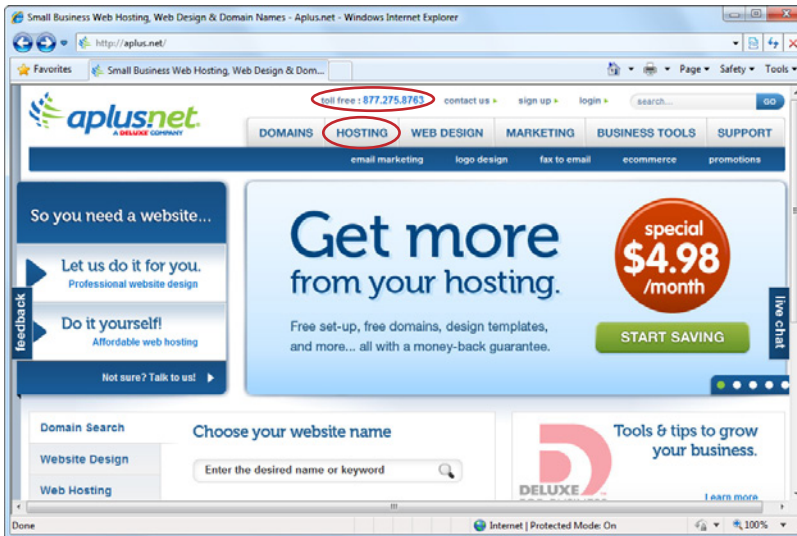 Small Business Web Hosting, Web Design & Domain Names - Aplus.net - Windows Internet Explorer
http://aplus.net/
Favorites Small Business Web Hosting, Web Design & Dom... Page Safety Tools
toll free : 877.275.8763 contact us sign up login search... GO
aplus.net
A DELUXE COMPANY
DOMAINS HOSTING WEB DESIGN MARKETING BUSINESS TOOLS SUPPORT
email marketing logo design fax to email ecommerce promotions
So you need a website...
Let us do it for you.
Professional website design
Do it yourself!
Affordable web hosting
Not sure? Talk to us!
feedback
Get more
from your hosting.
Free set-up, free domains, design templates,
and more... all with a money-back guarantee.
special
$4.98
/month
START SAVING
live chat
Domain Search
Website Design
Web Hosting
Choose your website name
Enter the desired name or keyword
Tools & tips to grow
your business.
DELUXE
Learn more
Done Internet | Protected Mode: On 100%